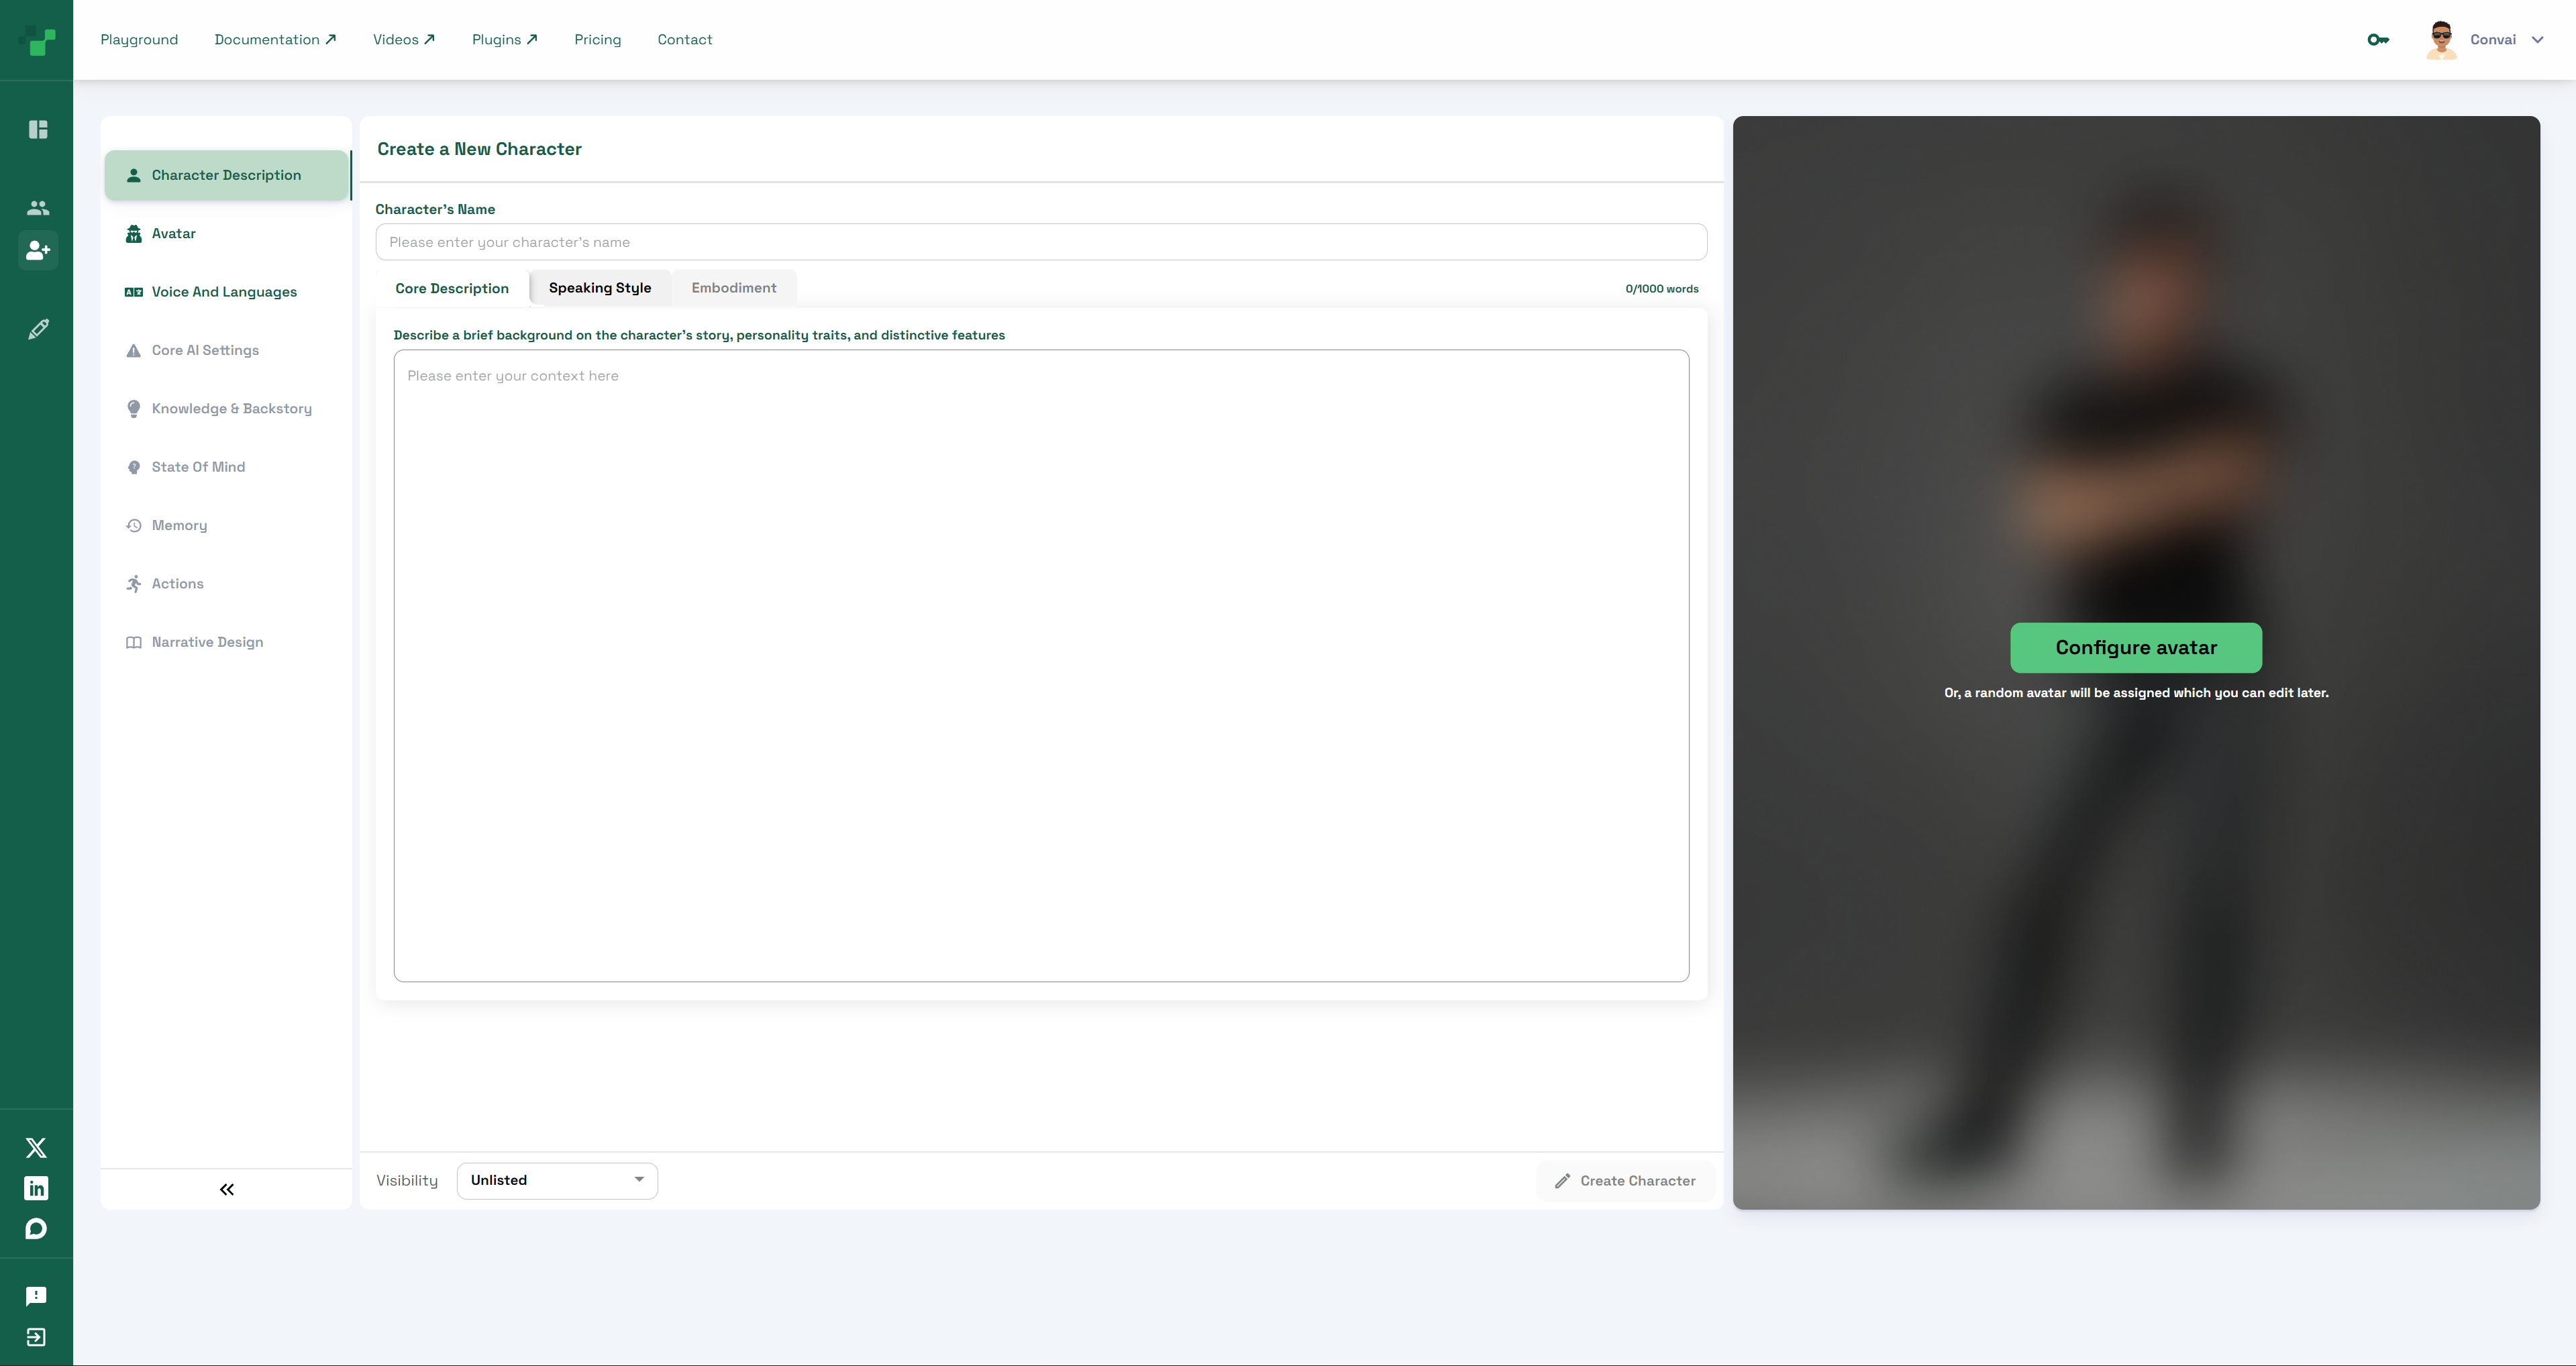 Playground
Documentation
Videos
Plugins
Pricing
Contact
Convai
Character Description
Avatar
Voice And Languages
Core AI Settings
Knowledge & Backstory
State Of Mind
Memory
Actions
Narrative Design
Create a New Character
Character's Name
Please enter your character's name
Core Description
Speaking Style
Embodiment
0/1000 words
Describe a brief background on the character's story, personality traits, and distinctive features
Please enter your context here
Visibility
Unlisted
Create Character
Configure avatar
Or, a random avatar will be assigned which you can edit later.